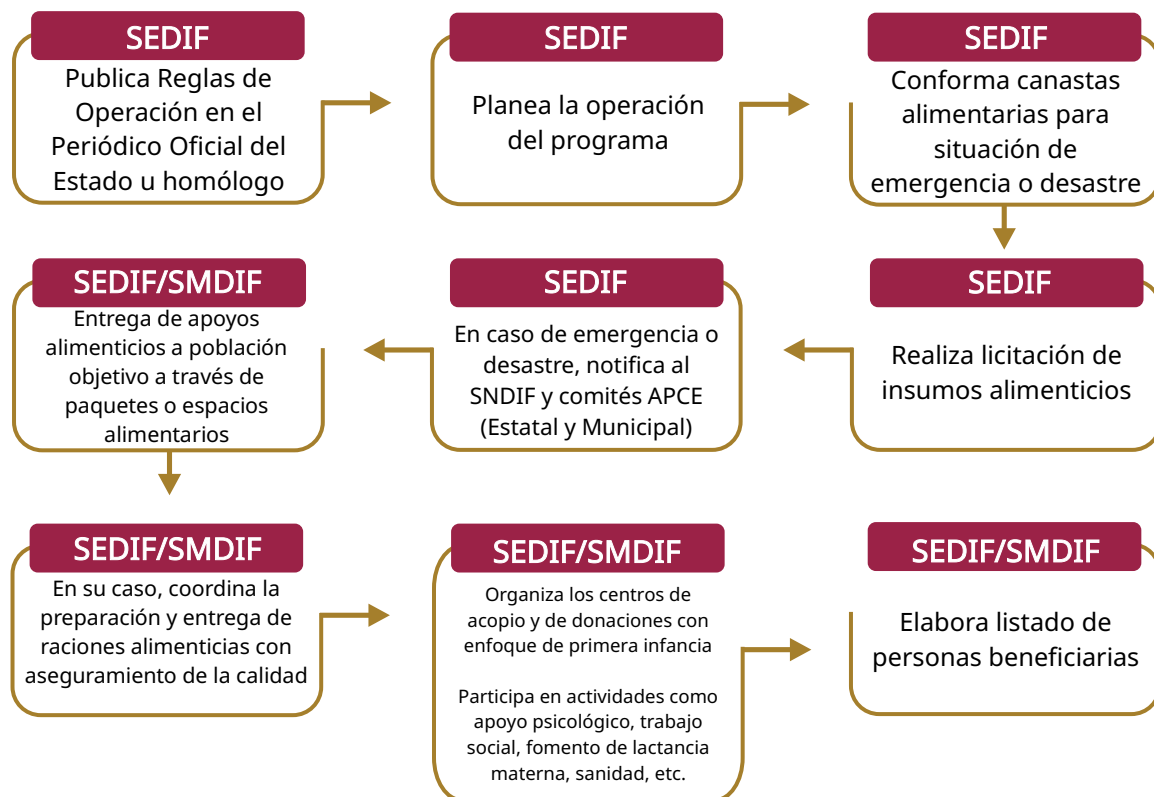 SEDIF
Publica Reglas de
Operación en el
Periódico Oficial del
Estado u homólogo
SEDIF
Planea la operación
del programa
SEDIF
Conforma canastas
alimentarias para
situación de
emergencia o desastre
SEDIF
Realiza licitación de
insumos alimenticios
SEDIF
En caso de emergencia o
desastre, notifica al
SNDIF y comités APCE
(Estatal y Municipal)
SEDIF/SMDIF
Entrega de apoyos
alimenticios a población
objetivo a través de
paquetes o espacios
alimentarios
SEDIF/SMDIF
En su caso, coordina la
preparación y entrega de
raciones alimenticias con
aseguramiento de la calidad
SEDIF/SMDIF
Organiza los centros de
acopio y de donaciones con
enfoque de primera infancia
Participa en actividades como
apoyo psicológico, trabajo
social, fomento de lactancia
materna, sanidad, etc.
SEDIF/SMDIF
Elabora listado de
personas beneficiarias